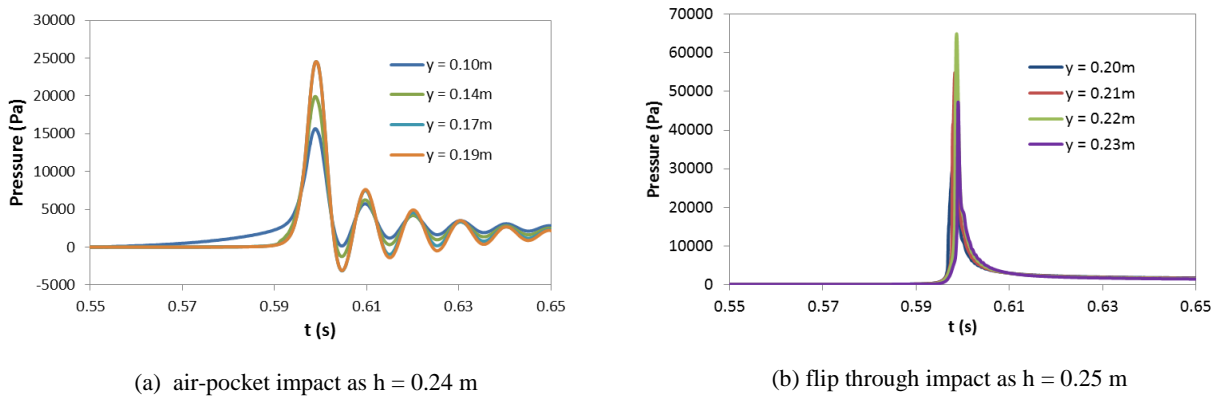 30000
25000
20000
15000
10000
5000
0
-5000
Pressure (Pa)
y = 0.10m
y = 0.14m
y = 0.17m
y = 0.19m
0.55
0.57
0.59
0.61
0.63
0.65
t (s)
(a) air-pocket impact as h = 0.24 m
70000
60000
50000
40000
30000
20000
10000
0
Pressure (Pa)
y = 0.20m
y = 0.21m
y = 0.22m
y = 0.23m
0.55
0.57
0.59
0.61
0.63
0.65
t (s)
(b) flip through impact as h = 0.25 m